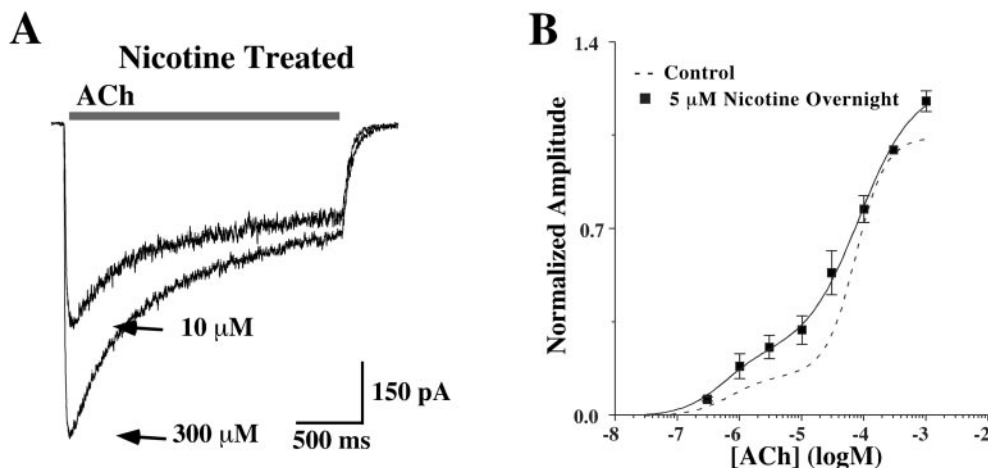 A
Nicotine Treated
ACh
10 μM
300 μM
150 pA
500 ms
B
1.4
0.7
0.0
Normalized Amplitude
Control
5 μM Nicotine Overnight
-8 -7 -6 -5 -4 -3 -2
[ACh] (logM)